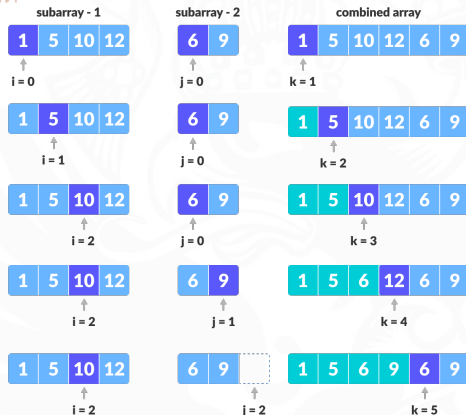 subarray - 1 subarray - 2 combined array
1 5 10 12 6 9 1 5 10 12 6 9
i = 0 j = 0 k = 1
1 5 10 12 6 9 1 5 10 12 6 9
i = 1 j = 0 k = 2
1 5 10 12 6 9 1 5 10 12 6 9
i = 2 j = 0 k = 3
1 5 10 12 6 9 1 5 6 12 6 9
i = 2 j = 1 k = 4
1 5 10 12 6 9 1 5 6 9 6 9
i = 2 j = 2 k = 5